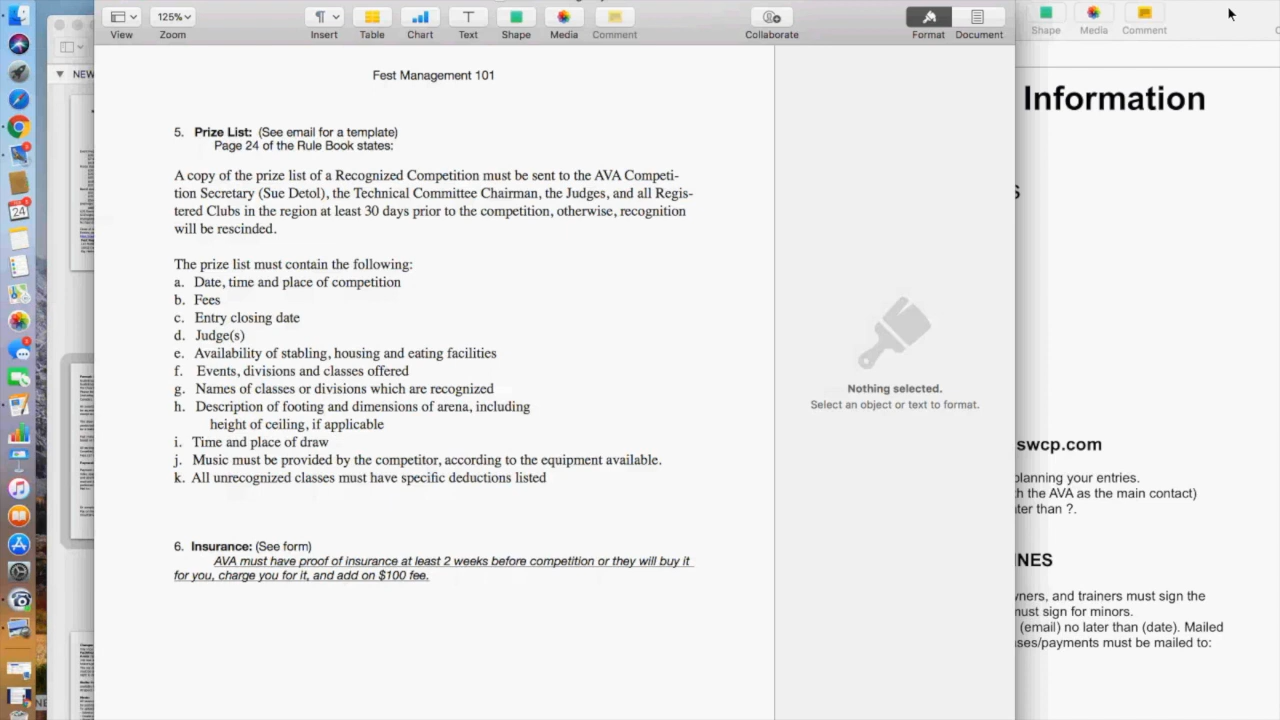 125%
View
Zoom
Insert
Table
Chart
Text
Shape
Media
Comment
Collaborate
Format
Document
Shape
Media
Comment
NEW
Fest Management 101
5. Prize List: (See email for a template)
Page 24 of the Rule Book states:
A copy of the prize list of a Recognized Competition must be sent to the AVA Competi-
tion Secretary (Sue Detol), the Technical Committee Chairman, the Judges, and all Regis-
tered Clubs in the region at least 30 days prior to the competition, otherwise, recognition
will be rescinded.
The prize list must contain the following:
a. Date, time and place of competition
b. Fees
c. Entry closing date
d. Judge(s)
e. Availability of stabling, housing and eating facilities
f. Events, divisions and classes offered
g. Names of classes or divisions which are recognized
h. Description of footing and dimensions of arena, including
height of ceiling, if applicable
i. Time and place of draw
j. Music must be provided by the competitor, according to the equipment available.
k. All unrecognized classes must have specific deductions listed
6. Insurance: (See form)
AVA must have proof of insurance at least 2 weeks before competition or they will buy it
for you, charge you for it, and add on $100 fee.
Nothing selected.
Select an object or text to format.
Information
swcp.com
planning your entries.
h the AVA as the main contact)
ter than ?.
NES
wners, and trainers must sign the
must sign for minors.
(email) no later than (date). Mailed
ses/payments must be mailed to:
24